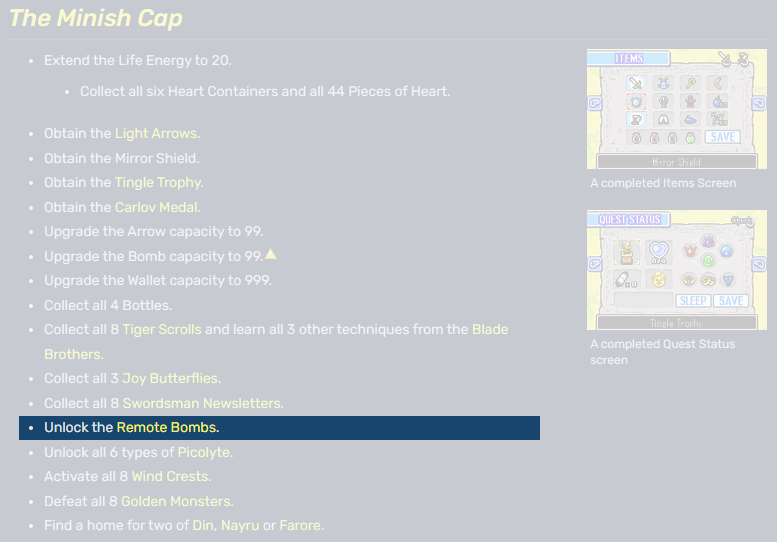 The Minish Cap
Extend the Life Energy to 20.
Collect all six Heart Containers and all 44 Pieces of Heart.
Obtain the Light Arrows.
Obtain the Mirror Shield.
Obtain the Tingle Trophy.
Obtain the Carlov Medal.
Upgrade the Arrow capacity to 99.
Upgrade the Bomb capacity to 99.
Upgrade the Wallet capacity to 999.
Collect all 4 Bottles.
Collect all 8 Tiger Scrolls and learn all 3 other techniques from the Blade
Brothers.
Collect all 3 Joy Butterflies.
Collect all 8 Swordsman Newsletters.
Unlock the Remote Bombs.
Unlock all 6 types of Picolyte.
Activate all 8 Wind Crests.
Defeat all 8 Golden Monsters.
Find a home for two of Din, Nayru or Farore.
ITEMS
SAVE
Mirror Shield
A completed Items Screen
QUEST STATUS
SLEEP SAVE
Tingle Trophy
A completed Quest Status
screen